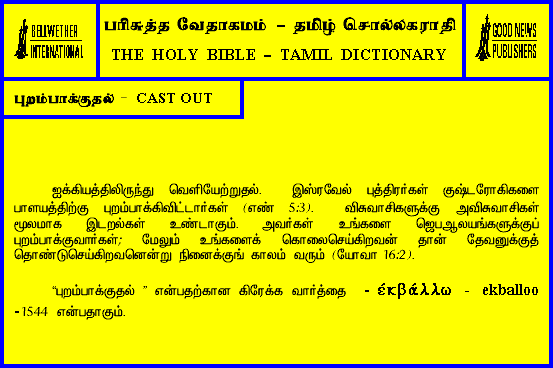 BELLWETHER
INTERNATIONAL
பரிசுத்த வேதாகமம் – தமிழ் சொல்லகராதி
THE HOLY BIBLE – TAMIL DICTIONARY
GOOD NEWS
PUBLISHERS
புறம்பாக்குதல் – CAST OUT
ஐக்கியத்திலிருந்து வெளியேற்றுதல். இஸ்ரவேல் புத்திரர்கள் குஷ்டரோகிகளை
பாளயத்திற்கு புறம்பாக்கிவிட்டார்கள் (எண் 5:3). விசுவாசிகளுக்கு அவிசுவாசிகள்
மூலமாக இடறல்கள் உண்டாகும். அவர்கள் உங்களை ஜெபஆலயங்களுக்குப்
புறம்பாக்குவார்கள்; மேலும் உங்களைக் கொலைசெய்கிறவன் தான் தேவனுக்குத்
தொண்டுசெய்கிறவனென்று நினைக்குங் காலம் வரும் (யோவா 16:2).
“புறம்பாக்குதல் ” என்பதற்கான கிரேக்க வார்த்தை - έκβάλλω - ekballoo
-1544 என்பதாகும்.